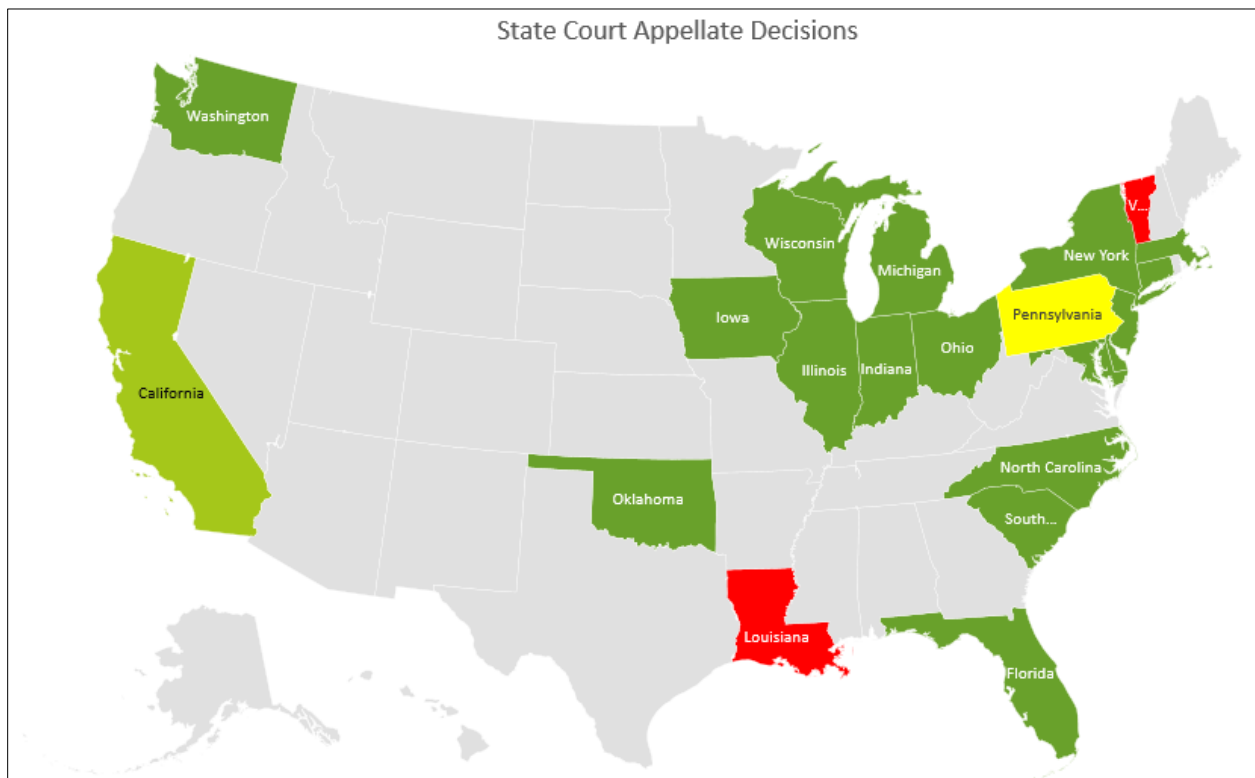 State Court Appellate Decisions
Washington
Wisconsin
Michigan
New York
V...
Iowa
Pennsylvania
Ohio
Illinois
Indiana
California
North Carolina
Oklahoma
South...
Louisiana
Florida